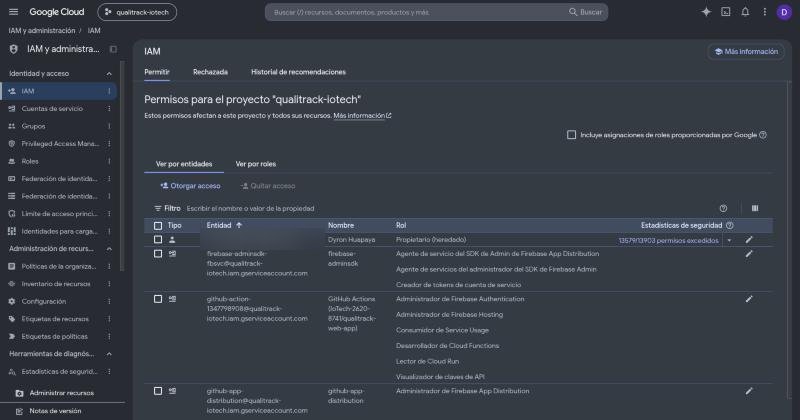 Google Cloud
qualitrack-iotech
Buscar (/) recursos, documentos, productos y más
Buscar
D
IAM y administración / IAM
IAM y administra...
Identidad y acceso
IAM
Cuentas de servicio
Grupos
Privileged Access Mana...
Roles
Federación de identida...
Federación de identida...
Límite de acceso princi...
Identidades para carga...
Administración de recurs...
Políticas de la organiza...
Inventario de recursos
Configuración
Etiquetas de recursos
Etiquetas de políticas
Herramientas de diagnós...
Estadísticas de segurid...
Administrar recursos
Notas de versión
IAM
Más información
Permitir
Rechazada
Historial de recomendaciones
Permisos para el proyecto "qualitrack-iotech"
Estos permisos afectan a este proyecto y todos sus recursos. Más información
Incluye asignaciones de roles proporcionadas por Google
Ver por entidades
Ver por roles
Otorgar acceso
Quitar acceso
Filtro Escribir el nombre o valor de la propiedad
Tipo Entidad Nombre Rol Estadísticas de seguridad
Dyron Huapaya Propietario (heredado) 13579/13903 permisos excedidos
firebase-adminsdk-
fbsvc@qualitrack-
iotech.iam.gserviceaccount.com
firebase-
adminsdk
Agente de servicio del SDK de Admin de Firebase App Distribution
Agente de servicios del administrador del SDK de Firebase Admin
Creador de tokens de cuenta de servicio
github-action-
1347798908@qualitrack-
iotech.iam.gserviceaccount.com
GitHub Actions
(IoTech-2620-
8741/qualitrack-
web-app)
Administrador de Firebase Authentication
Administrador de Firebase Hosting
Consumidor de Service Usage
Desarrollador de Cloud Functions
Lector de Cloud Run
Visualizador de claves de API
github-app-
distribution@qualitrack-
iotech.iam.gserviceaccount.com
github-app-
distribution
Administrador de Firebase App Distribution